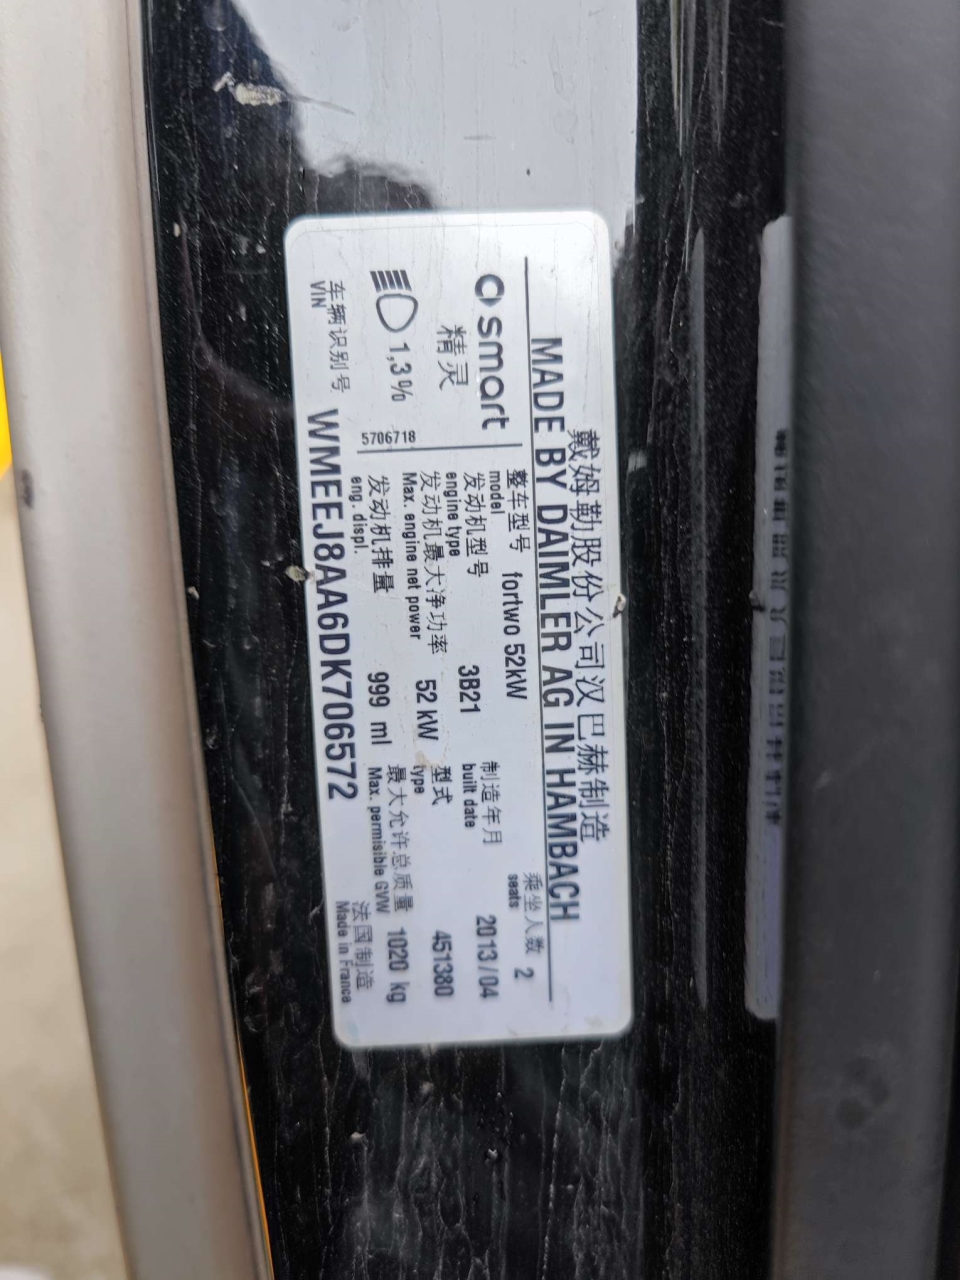 戴姆勒股份公司汉巴赫制造
MADE BY DAIMLER AG IN HAMBACH
smart
精灵
1,3%
5706718
整车型号 fortwo 52kW
model
乘坐人数 2
seats
发动机型号 3B21
engine type
制造年月 2013/04
built date
发动机最大净功率 52 kW
Max. engine net power
型式 451380
type
发动机排量 999 ml
eng. displ.
最大允许总质量 1020 kg
Max. permisible GVW
车辆识别号 WMEEJ8AA6DK706572
VIN
法国制造
Made in France